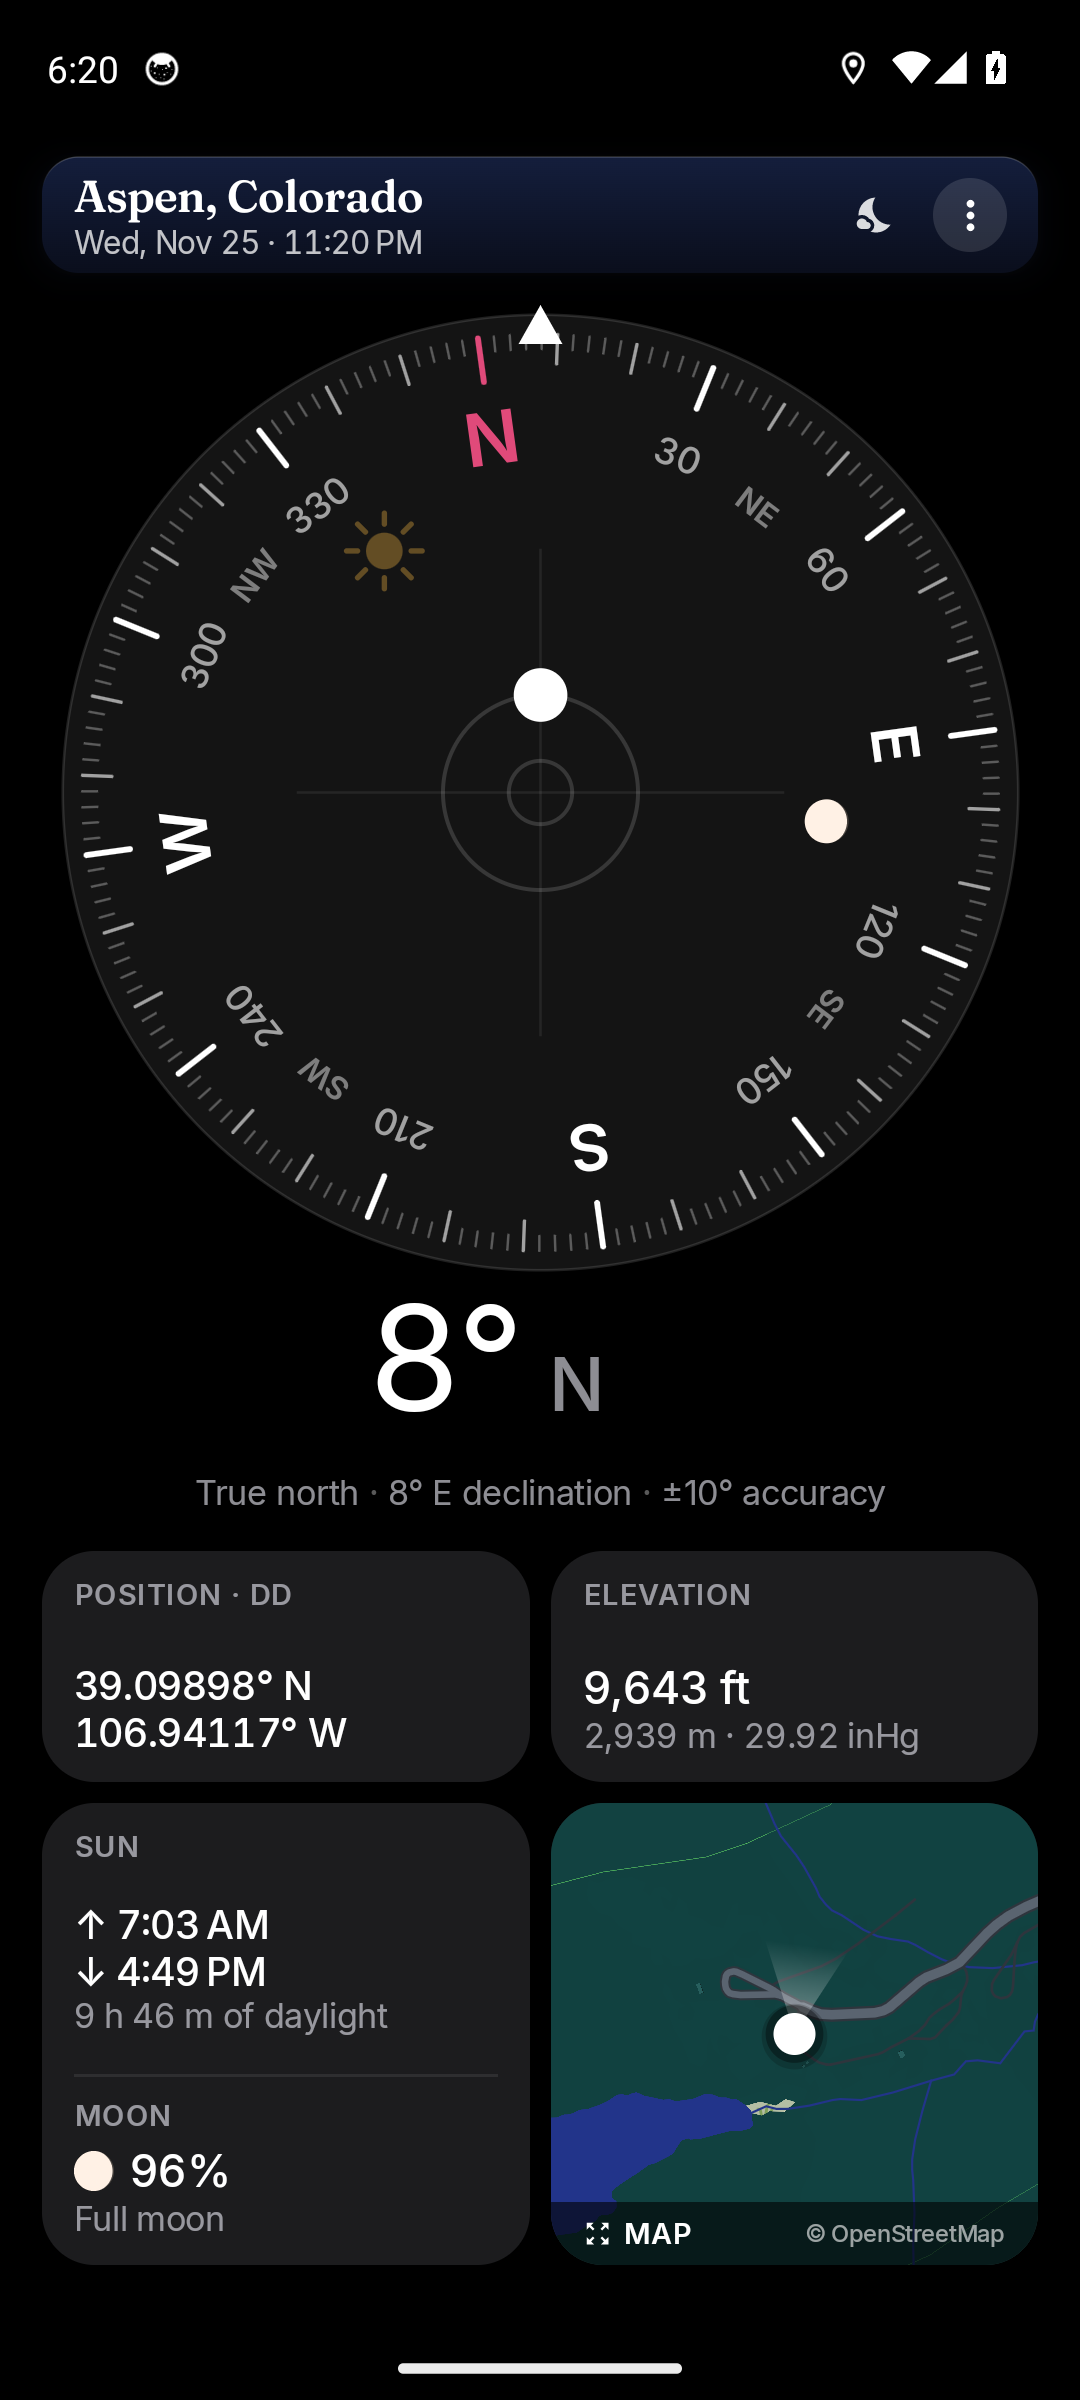 6:20
Aspen, Colorado
Wed, Nov 25 · 11:20 PM
N
30
NE
60
E
120
SE
150
S
210
SW
240
W
300
NW
330
8° N
True north · 8° E declination · ±10° accuracy
POSITION · DD
39.09898° N
106.94117° W
ELEVATION
9,643 ft
2,939 m · 29.92 inHg
SUN
↑ 7:03 AM
↓ 4:49 PM
9 h 46 m of daylight
MOON
96%
Full moon
MAP
© OpenStreetMap